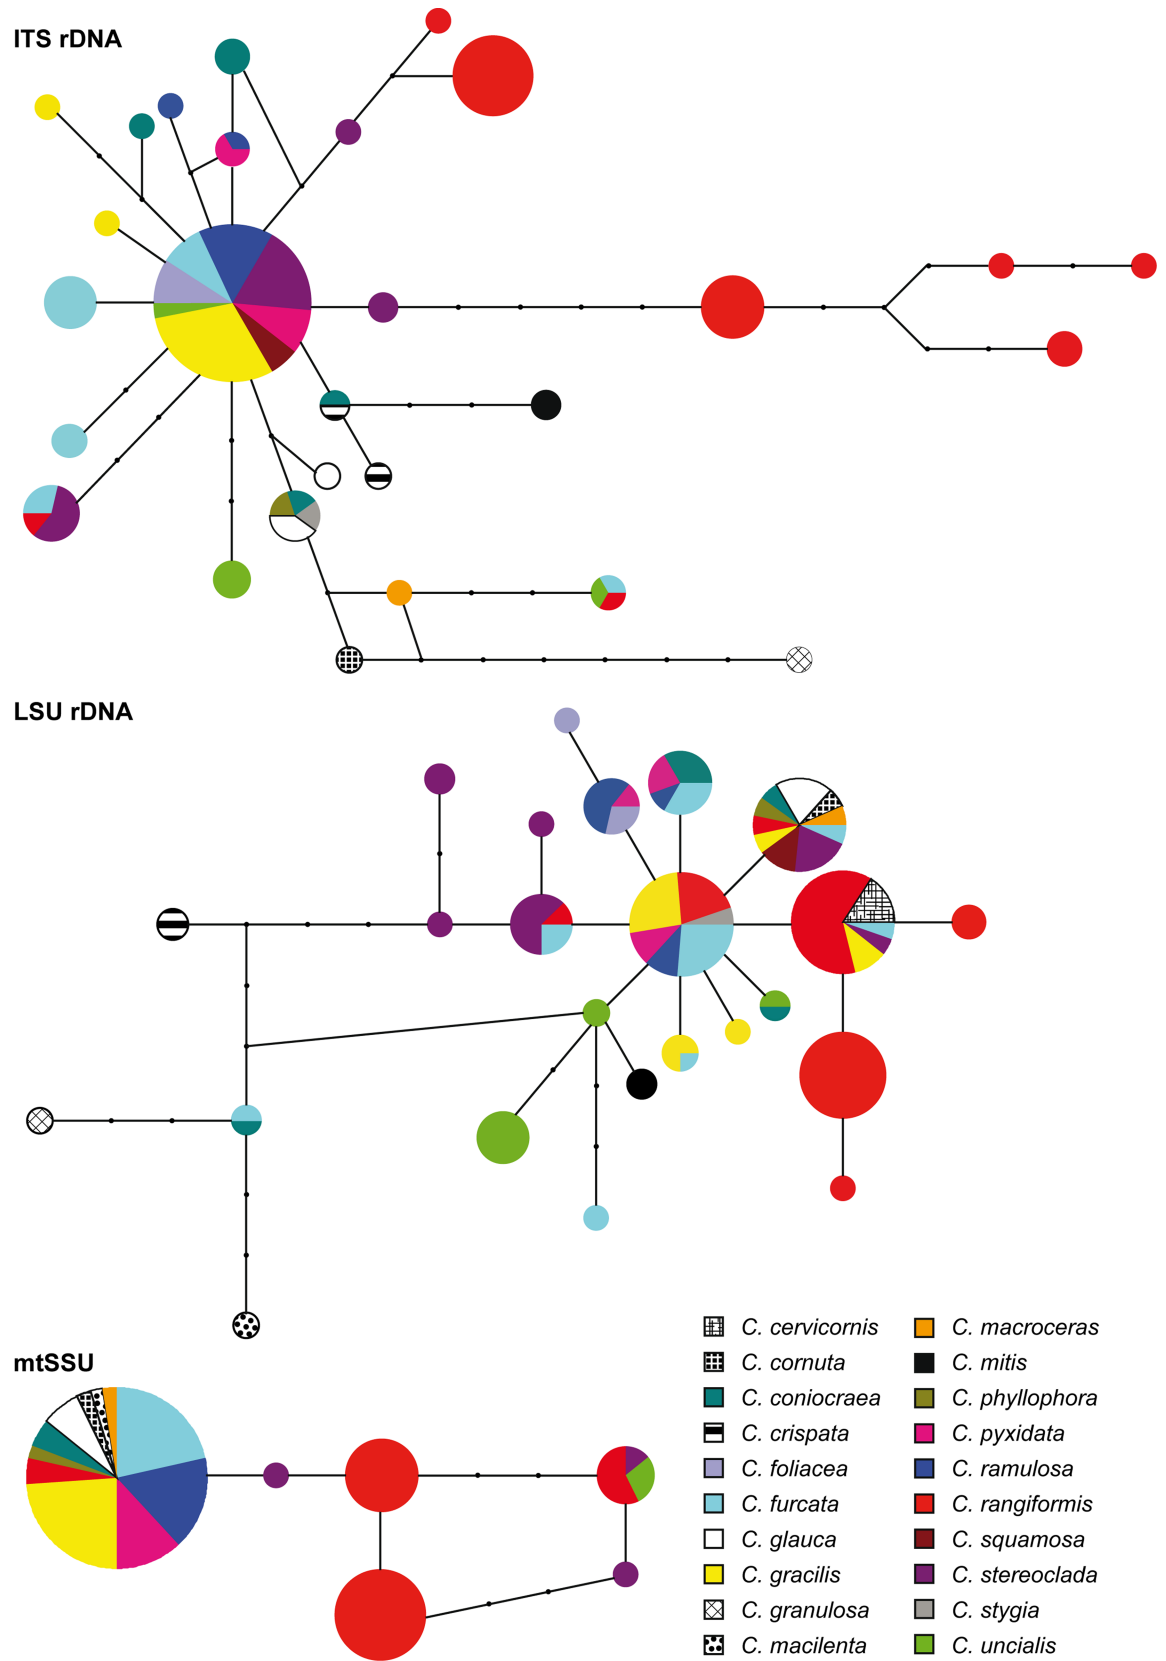 ITS rDNA
LSU rDNA
mtSSU
C. cervicornis
C. cornuta
C. coniocraea
C. crispata
C. foliacea
C. furcata
C. glauca
C. gracilis
C. granulosa
C. macilenta
C. macroceras
C. mitis
C. phyllophora
C. pyxidata
C. ramulosa
C. rangiformis
C. squamosa
C. stereoclada
C. stygia
C. uncialis